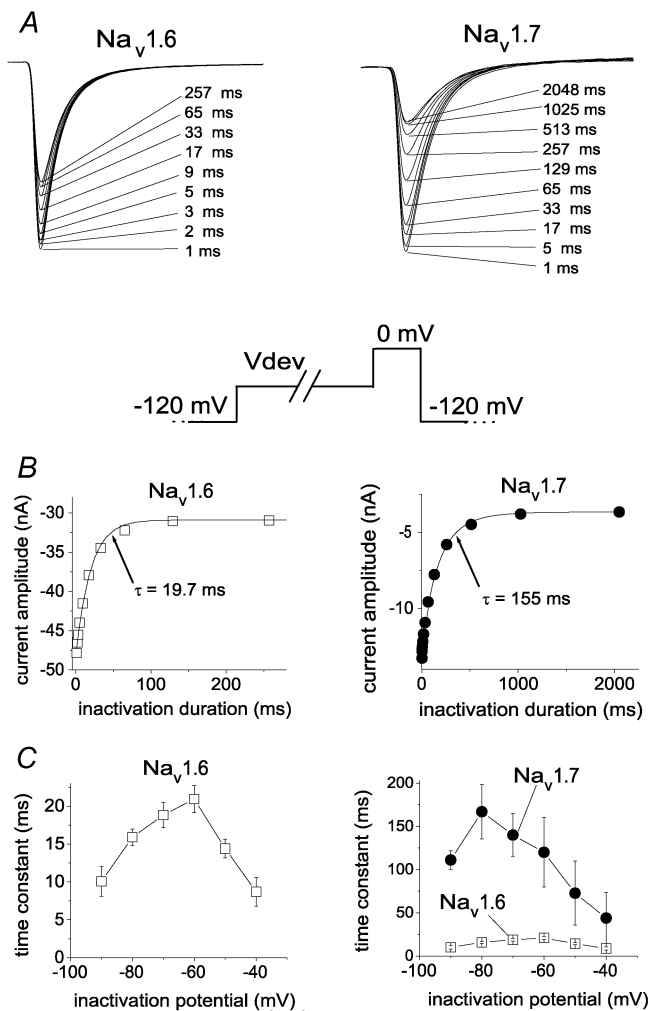 A
Nav1.6
Nav1.7
257 ms
65 ms
33 ms
17 ms
9 ms
5 ms
3 ms
2 ms
1 ms
2048 ms
1025 ms
513 ms
257 ms
129 ms
65 ms
33 ms
17 ms
5 ms
1 ms
0 mV
Vdev
-120 mV
-120 mV
B
Nav1.6
current amplitude (nA)
-30
-35
-40
-45
-50
τ = 19.7 ms
0 100 200
inactivation duration (ms)
Nav1.7
current amplitude (nA)
-5
-10
τ = 155 ms
0 1000 2000
inactivation duration (ms)
C
Nav1.6
time constant (ms)
20
15
10
5
0
-100 -80 -60 -40
inactivation potential (mV)
Nav1.7
Nav1.6
time constant (ms)
200
150
100
50
0
-100 -80 -60 -40
inactivation potential (mV)